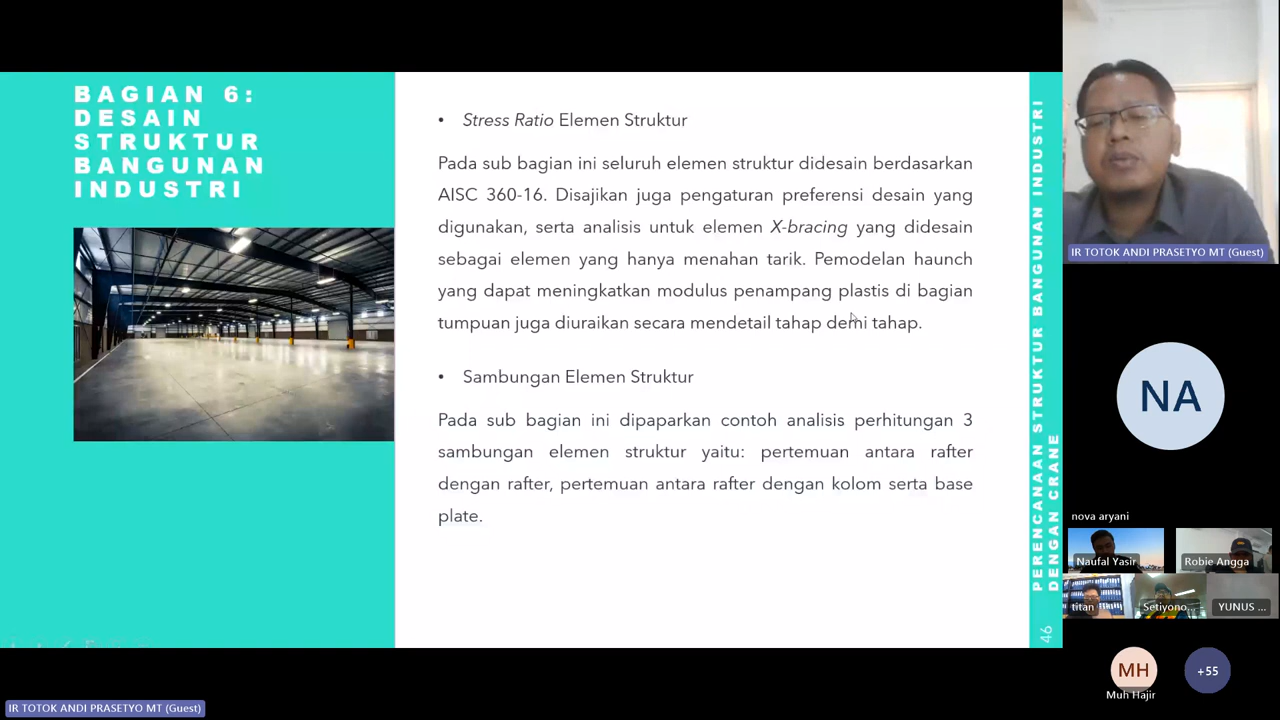 BAGIAN 6:
DESAIN
STRUKTUR
BANGUNAN
INDUSTRI
• Stress Ratio Elemen Struktur
Pada sub bagian ini seluruh elemen struktur didesain berdasarkan
AISC 360-16. Disajikan juga pengaturan preferensi desain yang
digunakan, serta analisis untuk elemen X-bracing yang didesain
sebagai elemen yang hanya menahan tarik. Pemodelan haunch
yang dapat meningkatkan modulus penampang plastis di bagian
tumpuan juga diuraikan secara mendetail tahap demi tahap.
• Sambungan Elemen Struktur
Pada sub bagian ini dipaparkan contoh analisis perhitungan 3
sambungan elemen struktur yaitu: pertemuan antara rafter
dengan rafter, pertemuan antara rafter dengan kolom serta base
plate.
PERENCANAAN STRUKTUR BANGUNAN INDUSTRI
DENGAN CRANE
46
IR TOTOK ANDI PRASETYO MT (Guest)
NA
nova aryani
Naufal Yasir
Robie Angga
titan
Setiyono...
YUNUS ...
MH
Muh Hajir
+55
IR TOTOK ANDI PRASETYO MT (Guest)